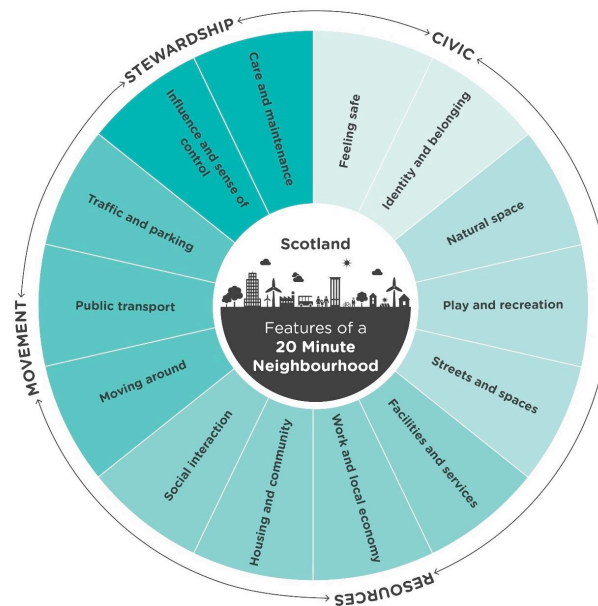 STEWARDSHIP
CIVIC
Care and maintenance
Feeling safe
Influence and sense of
control
Identity and belonging
Traffic and parking
Natural space
Scotland
MOVEMENT
Public transport
Play and recreation
Features of a
20 Minute
Neighbourhood
Moving around
Streets and spaces
Social interaction
Facilities and services
Housing and community
Work and local economy
RESOURCES